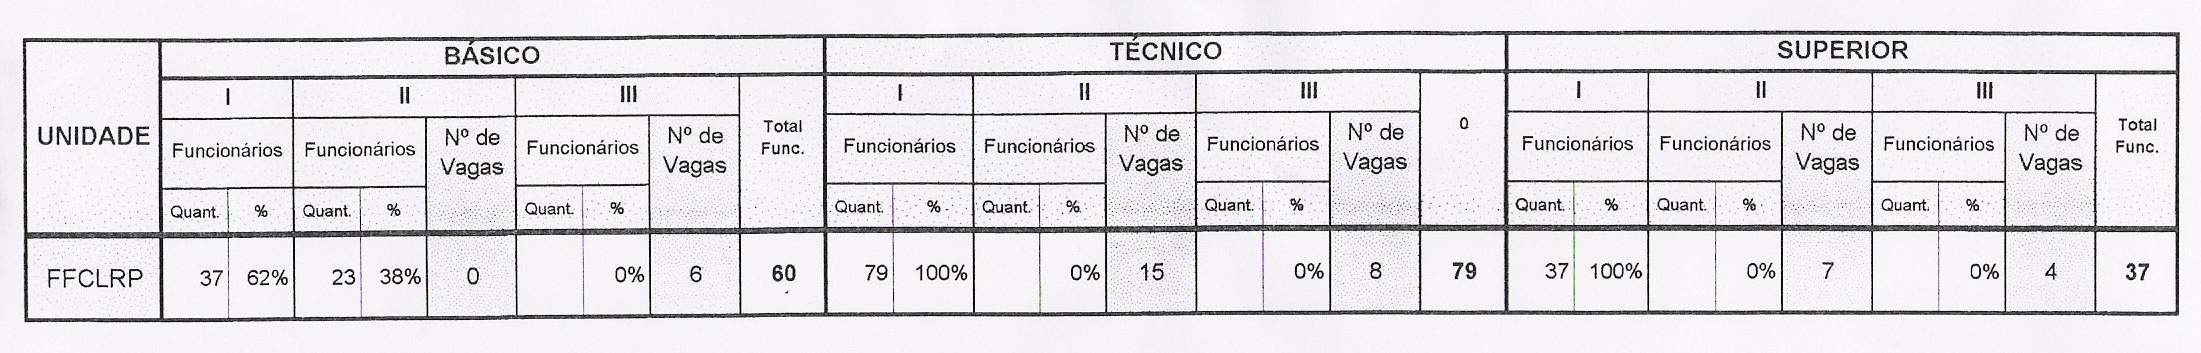 BÁSICO TÉCNICO SUPERIOR
I II III I II III I II III
UNIDADE Funcionários Funcionários Nº de Vagas Funcionários Nº de Vagas Total Func. Funcionários Funcionários Nº de Vagas Funcionários Nº de Vagas 0 Funcionários Funcionários Nº de Vagas Funcionários Nº de Vagas Total Func.
Quant. % Quant. % Quant. % Quant. % Quant. % Quant. % Quant. % Quant. % Quant. %
FFCLRP 37 62% 23 38% 0 0% 6 60 79 100% 0% 15 0% 8 79 37 100% 0% 7 0% 4 37